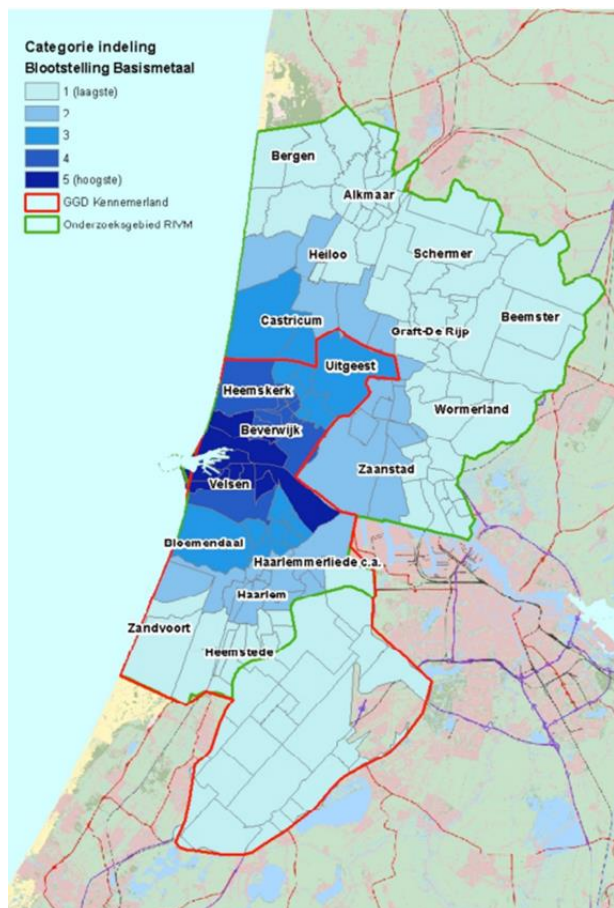 Categorie indeling
Blootstelling Basismetaal
1 (laagste)
2
3
4
5 (hoogste)
GGD Kennemerland
Onderzoeksgebied RIVM
Bergen
Alkmaar
Heiloo
Schermer
Beemster
Castricum
Graft-De Rijp
Uitgeest
Heemskerk
Wormerland
Beverwijk
Zaanstad
Velsen
Bloemendaal
Haarlemmerliede c.a.
Haarlem
Zandvoort
Heemstede